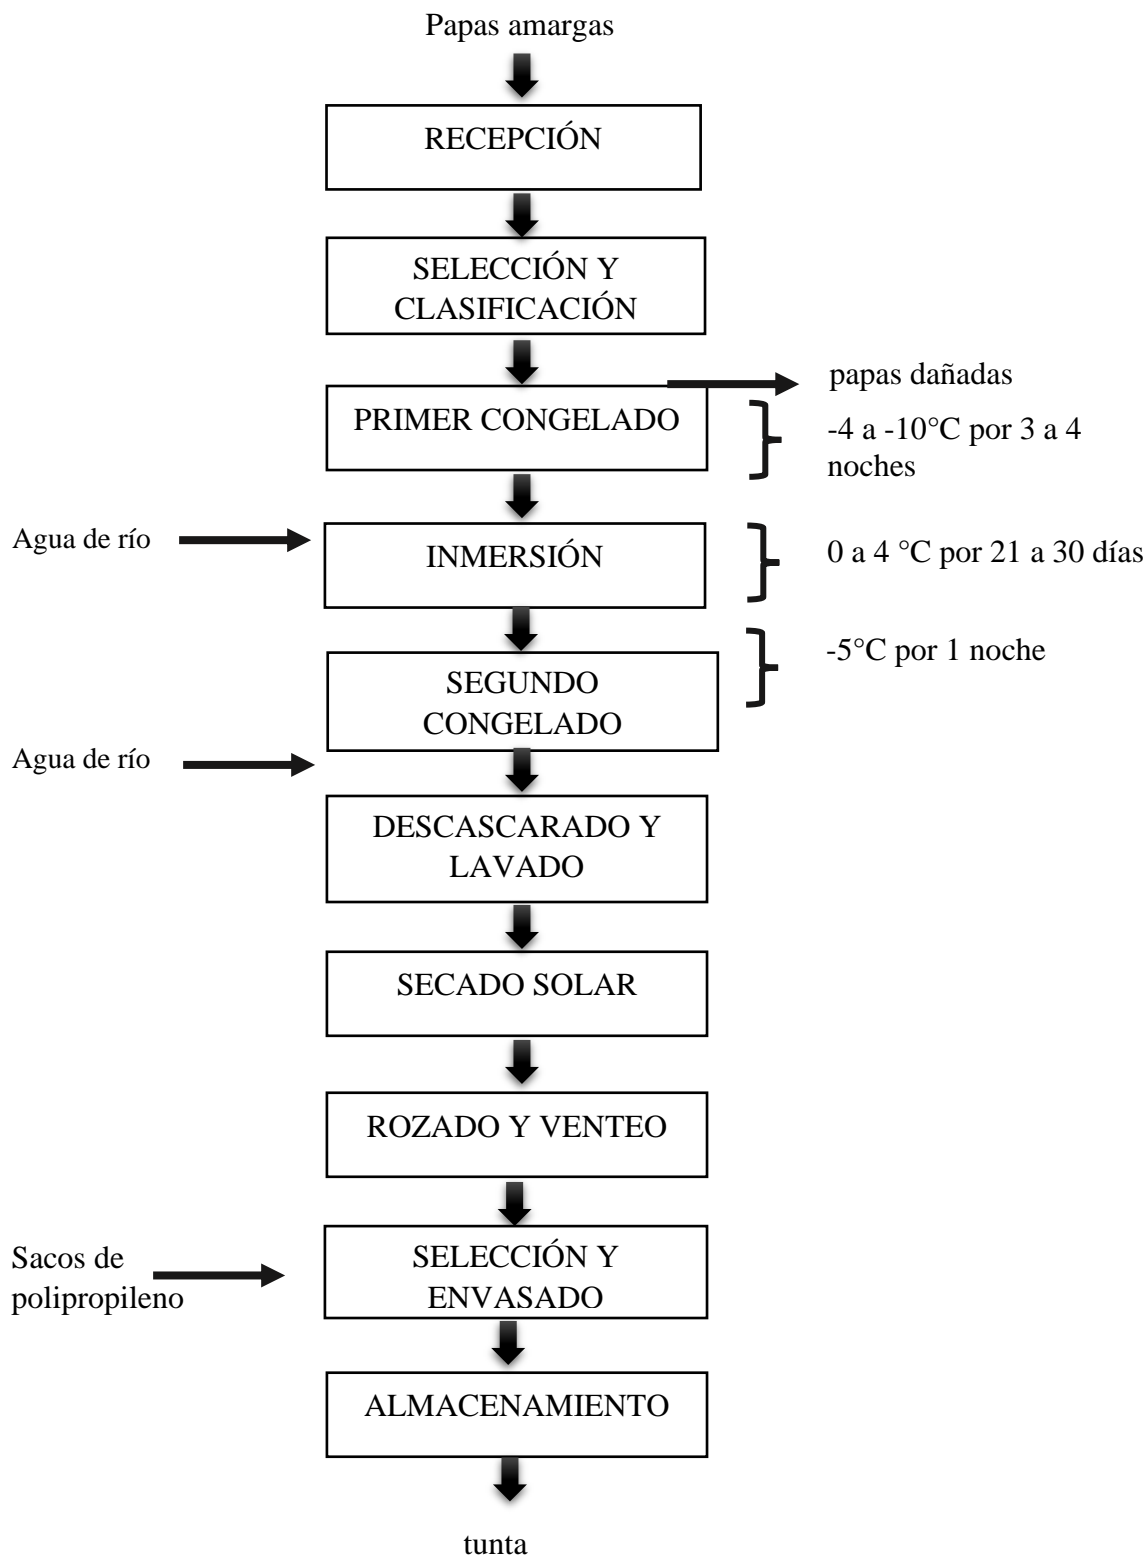 Papas amargas
RECEPCIÓN
SELECCIÓN Y
CLASIFICACIÓN
papas dañadas
PRIMER CONGELADO
-4 a -10°C por 3 a 4
noches
Agua de río
INMERSIÓN
0 a 4 °C por 21 a 30 días
-5°C por 1 noche
SEGUNDO
CONGELADO
Agua de río
DESCASCARADO Y
LAVADO
SECADO SOLAR
ROZADO Y VENTEO
Sacos de
polipropileno
SELECCIÓN Y
ENVASADO
ALMACENAMIENTO
tunta